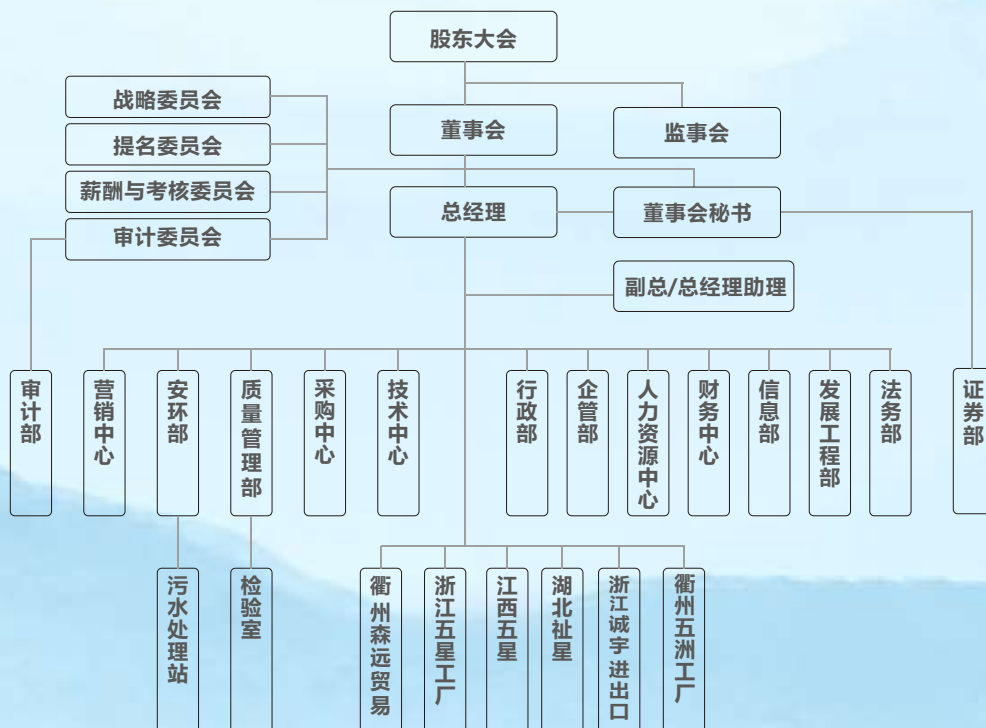 股东大会
战略委员会
提名委员会
薪酬与考核委员会
审计委员会
董事会
监事会
总经理
董事会秘书
副总/总经理助理
审计部
营销中心
安环部
质量管理部
采购中心
技术中心
行政部
企管部
人力资源中心
财务中心
信息部
发展工程部
法务部
证券部
污水处理站
检验室
衢州森远贸易
浙江五星工厂
江西五星
湖北祉星
浙江诚宇进出口
衢州五洲工厂